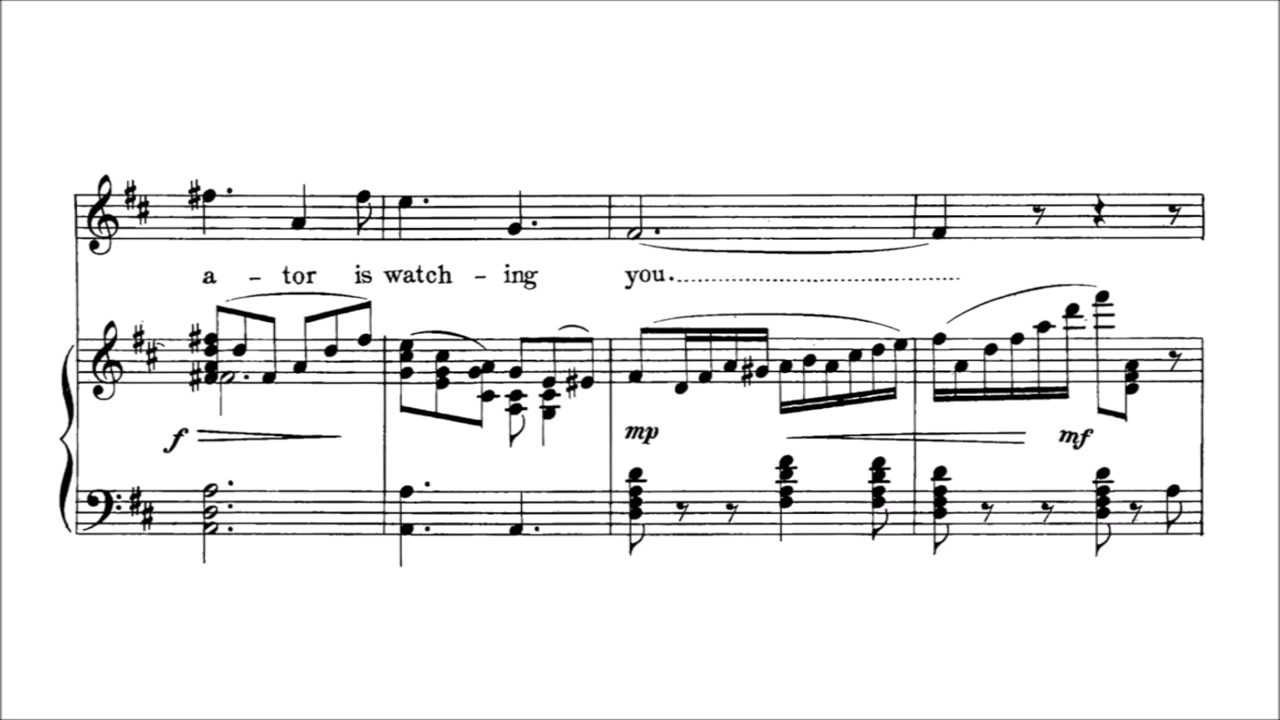 a - tor is watch - ing you...............................
f
mp mf